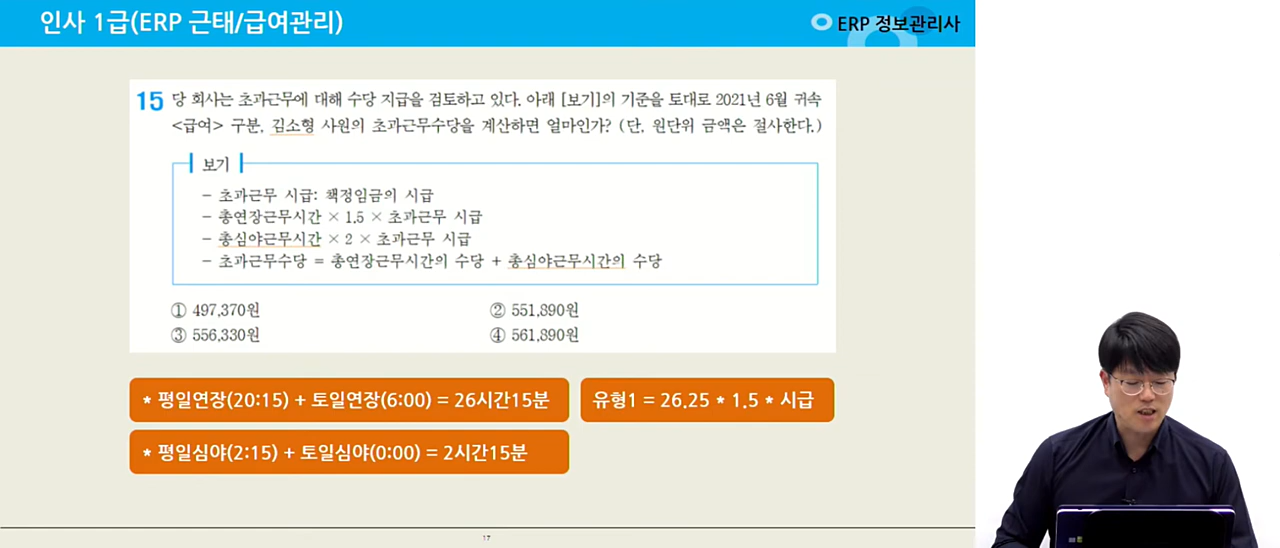 인사 1급(ERP 근태/급여관리)
ERP 정보관리사
15 당 회사는 초과근무에 대해 수당 지급을 검토하고 있다. 아래 [보기]의 기준을 토대로 2021년 6월 귀속
<급여> 구분, 김소형 사원의 초과근무수당을 계산하면 얼마인가? (단, 원단위 금액은 절사한다.)
보기
- 초과근무 시급: 책정임금의 시급
- 총연장근무시간 × 1.5 × 초과근무 시급
- 총심야근무시간 × 2 × 초과근무 시급
- 초과근무수당 = 총연장근무시간의 수당 + 총심야근무시간의 수당
① 497,370원 ② 551,890원
③ 556,330원 ④ 561,890원
* 평일연장(20:15) + 토일연장(6:00) = 26시간15분
유형1 = 26.25 * 1.5 * 시급
* 평일심야(2:15) + 토일심야(0:00) = 2시간15분
17